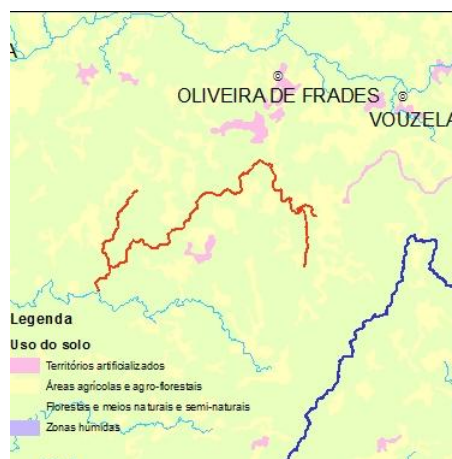 A
OLIVEIRA DE FRADES
VOUZELA
Legenda
Uso do solo
Territórios artificializados
Áreas agrícolas e agro-florestais
Florestas e meios naturais e semi-naturais
Zonas húmidas